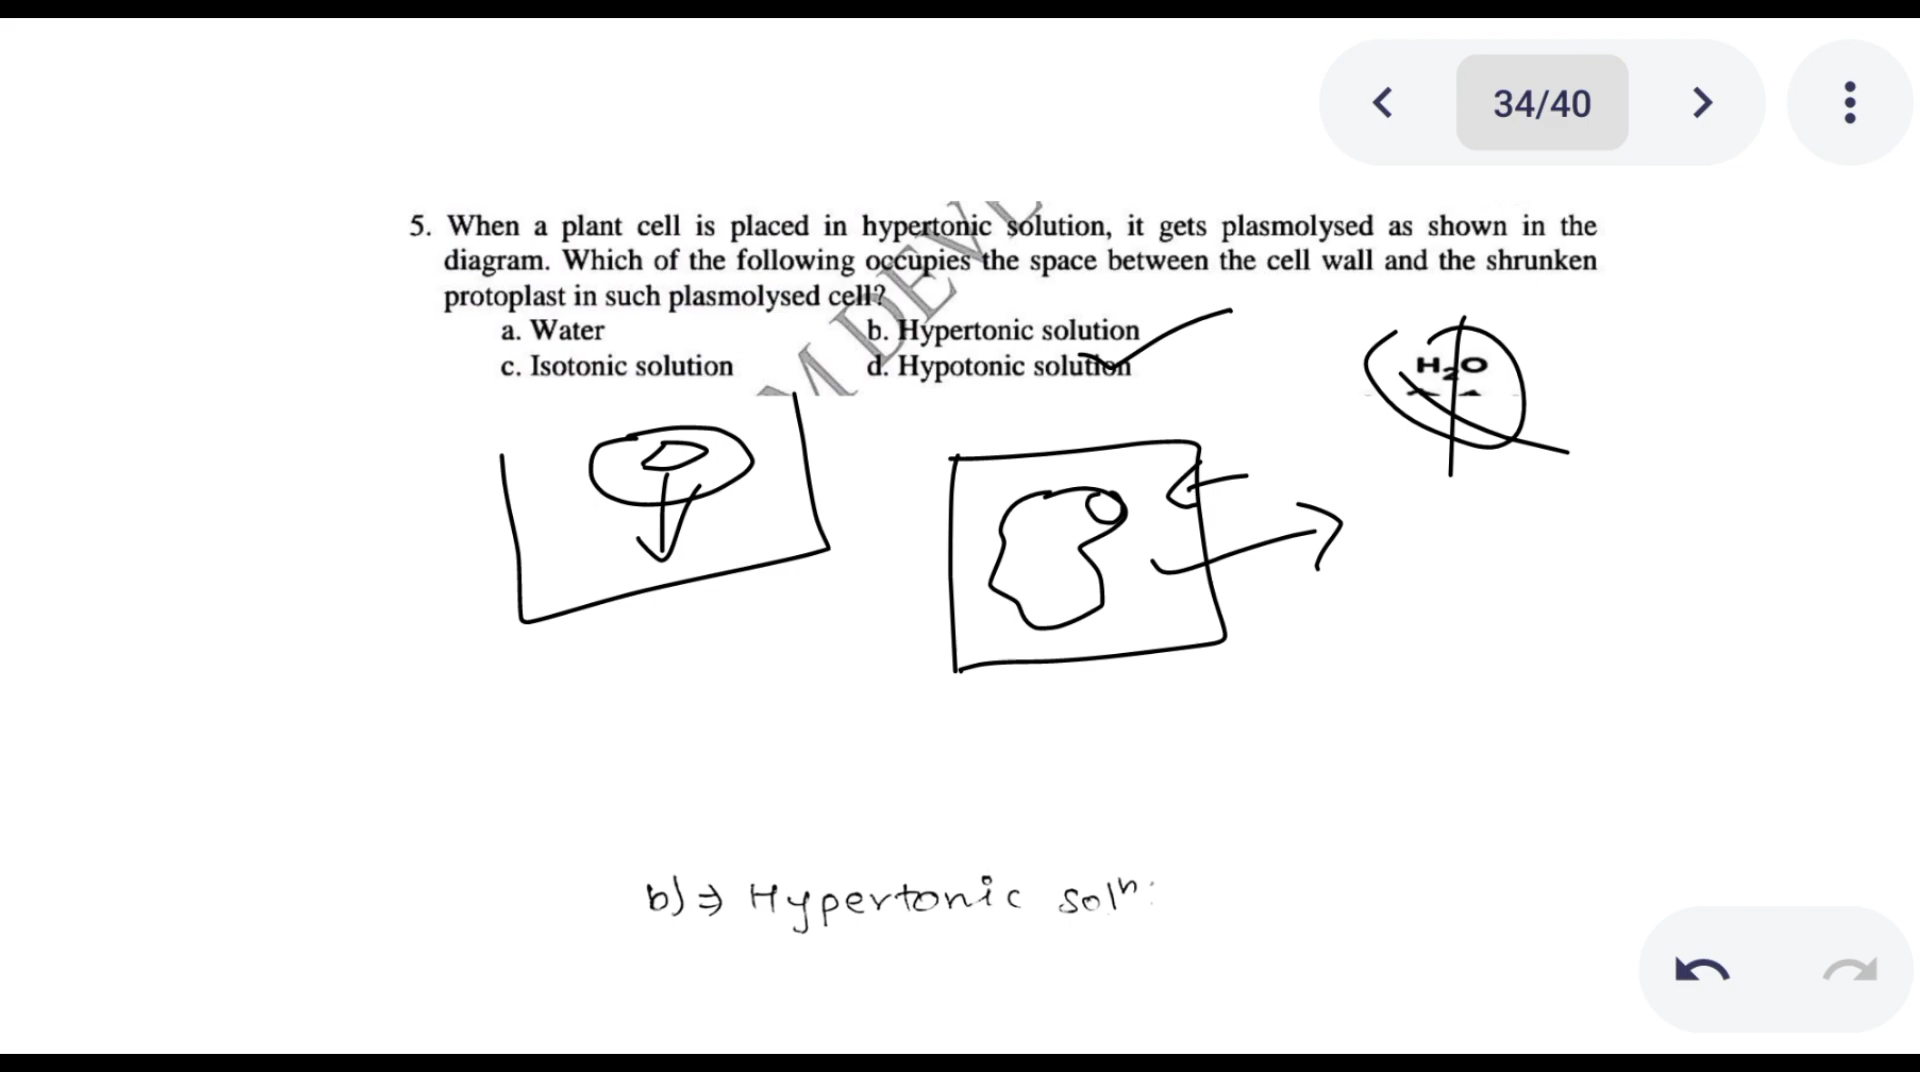 34/40
5. When a plant cell is placed in hypertonic solution, it gets plasmolysed as shown in the
diagram. Which of the following occupies the space between the cell wall and the shrunken
protoplast in such plasmolysed cell?
a. Water b. Hypertonic solution
c. Isotonic solution d. Hypotonic solution
H₂O
b) ⇒ Hypertonic solⁿ.